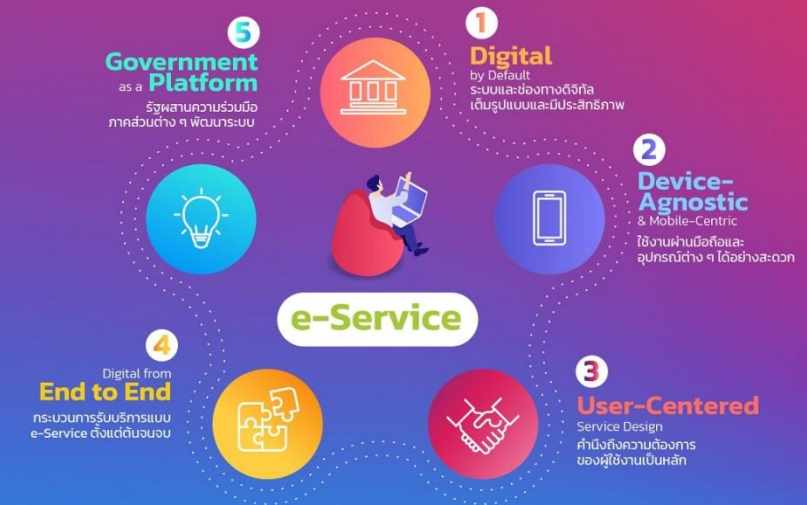 1
Digital
by Default
ระบบและช่องทางดิจิทัล
เต็มรูปแบบและมีประสิทธิภาพ
2
Device-
Agnostic
& Mobile-Centric
ใช้งานผ่านมือถือและ
อุปกรณ์ต่าง ๆ ได้อย่างสะดวก
3
User-Centered
Service Design
คำนึงถึงความต้องการ
ของผู้ใช้งานเป็นหลัก
4
Digital from
End to End
กระบวนการรับบริการแบบ
e-Service ตั้งแต่ต้นจนจบ
5
Government
as a Platform
รัฐผสานความร่วมมือ
ภาคส่วนต่าง ๆ พัฒนาระบบ
e-Service